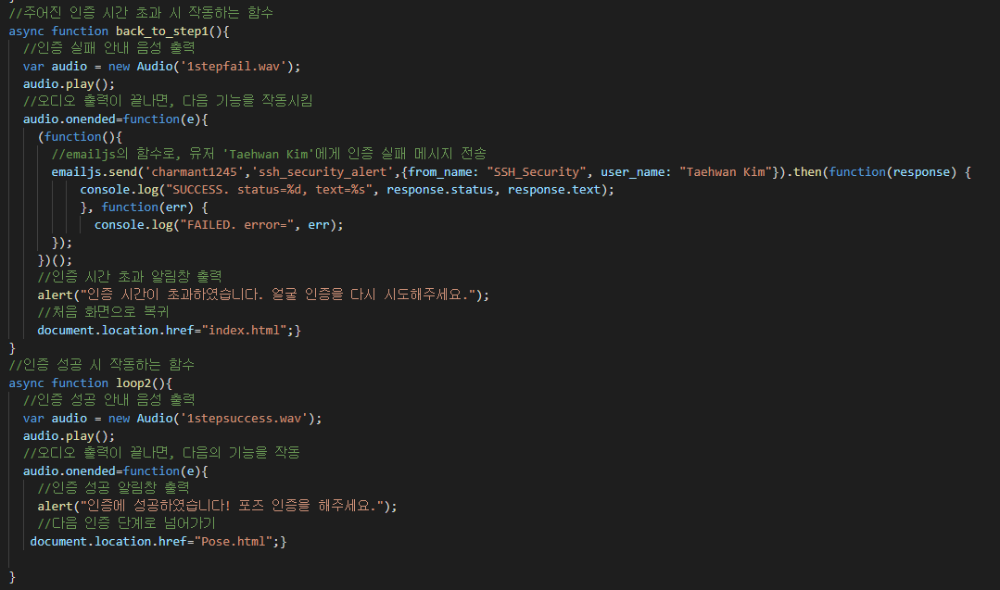 //주어진 인증 시간 초과 시 작동하는 함수
async function back_to_step1(){
//인증 실패 안내 음성 출력
var audio = new Audio('1stepfail.wav');
audio.play();
//오디오 출력이 끝나면, 다음 기능을 작동시킴
audio.onended=function(e){
(function(){
//emailjs의 함수로, 유저 'Taehwan Kim'에게 인증 실패 메시지 전송
emailjs.send('charmant1245','ssh_security_alert',{from_name: "SSH_Security", user_name: "Taehwan Kim"}).then(function(response) {
console.log("SUCCESS. status=%d, text=%s", response.status, response.text);
}, function(err) {
console.log("FAILED. error=", err);
});
})();
//인증 시간 초과 알림창 출력
alert("인증 시간이 초과하였습니다. 얼굴 인증을 다시 시도해주세요.");
//처음 화면으로 복귀
document.location.href="index.html";}
}
//인증 성공 시 작동하는 함수
async function loop2(){
//인증 성공 안내 음성 출력
var audio = new Audio('1stepsuccess.wav');
audio.play();
//오디오 출력이 끝나면, 다음의 기능을 작동
audio.onended=function(e){
//인증 성공 알림창 출력
alert("인증에 성공하였습니다! 포즈 인증을 해주세요.");
//다음 인증 단계로 넘어가기
document.location.href="Pose.html";}
}